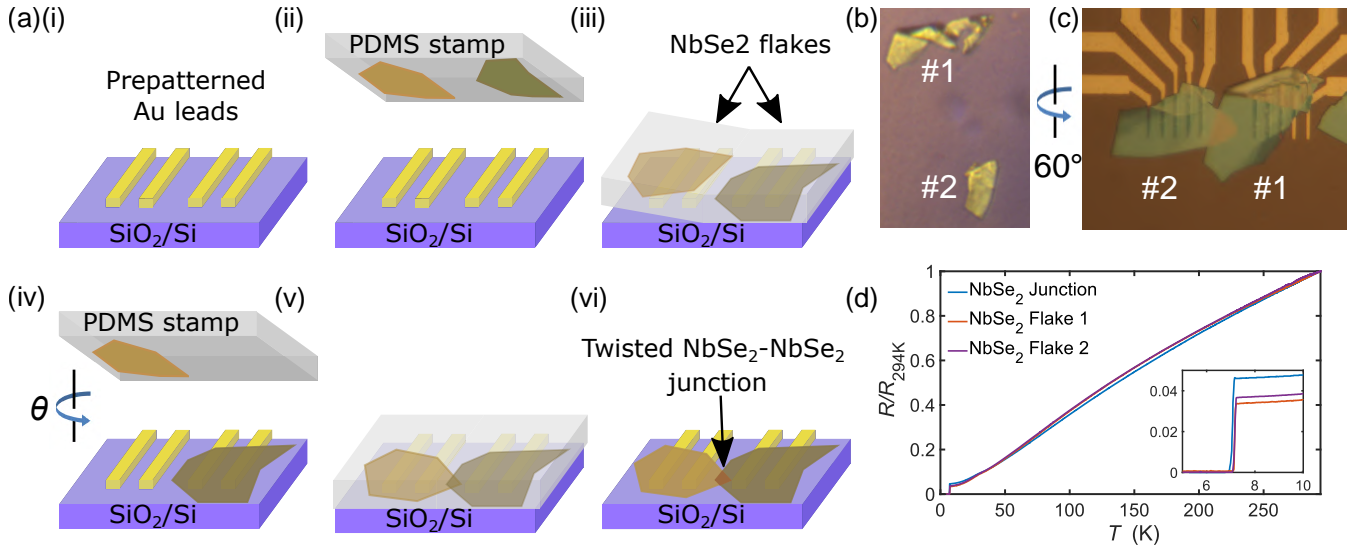 (a)(i)
Prepatterned
Au leads
SiO₂/Si
(ii)
PDMS stamp
SiO₂/Si
(iii)
NbSe2 flakes
SiO₂/Si
(b)
#1
#2
60°
(c)
#2
#1
(iv)
PDMS stamp
θ
SiO₂/Si
(v)
SiO₂/Si
(vi)
Twisted NbSe₂-NbSe₂
junction
SiO₂/Si
(d)
NbSe₂ Junction
NbSe₂ Flake 1
NbSe₂ Flake 2
R/R₂₉₄K
1
0.8
0.6
0.4
0.2
0
0 50 100 150 200 250
T (K)
0.04
0
6 8 10